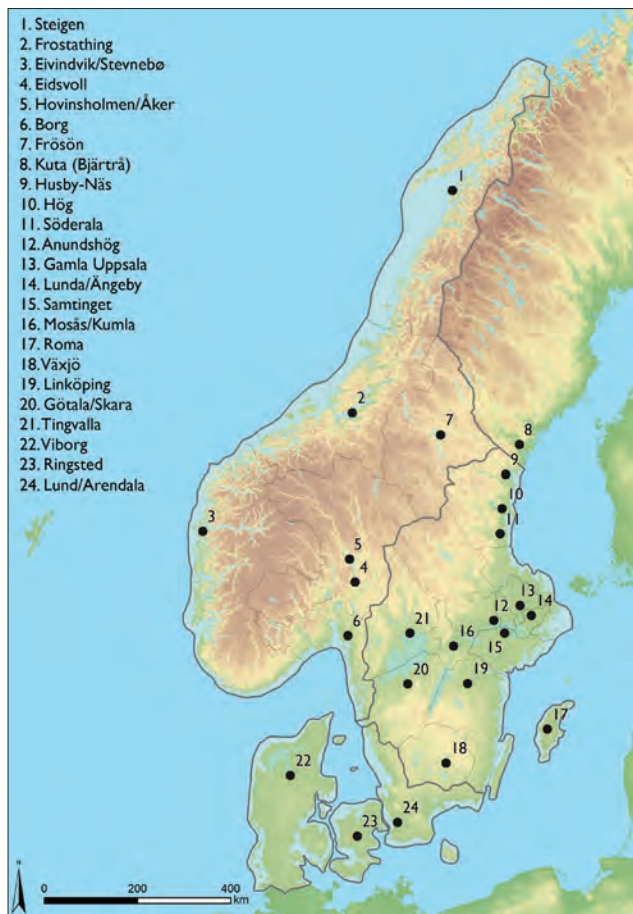 1. Steigen
2. Frostathing
3. Eivindvik/Stevnebø
4. Eidsvoll
5. Hovinsholmen/Åker
6. Borg
7. Frösön
8. Kuta (Bjärtrå)
9. Husby-Näs
10. Hög
11. Söderala
12. Anundshög
13. Gamla Uppsala
14. Lunda/Ängeby
15. Samtinget
16. Mosås/Kumla
17. Roma
18. Växjö
19. Linköping
20. Götala/Skara
21. Tingvalla
22. Viborg
23. Ringsted
24. Lund/Arendala
1
2
7
8
9
10
11
3
5
4
13
14
12
6
21
16
15
20
19
17
18
22
24
23
N
0 200 400
km